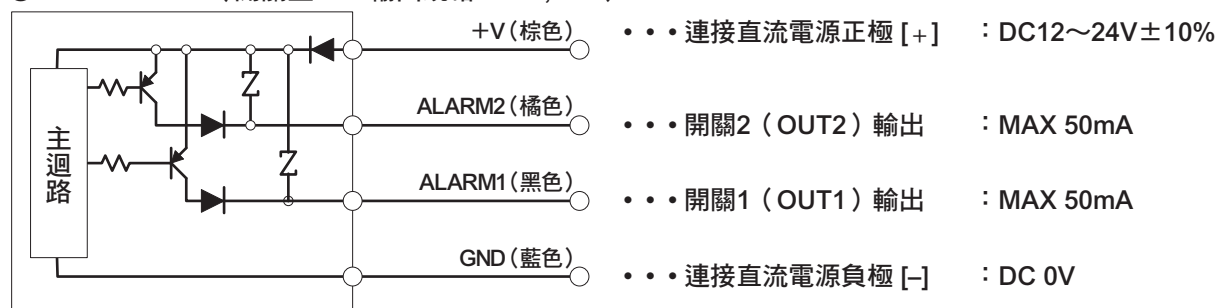 +V(棕色) •••連接直流電源正極 [+] :DC12～24V±10%
ALARM2(橘色) •••開關2(OUT2)輸出 :MAX 50mA
主迴路
ALARM1(黑色) •••開關1(OUT1)輸出 :MAX 50mA
GND(藍色) •••連接直流電源負極 [–] :DC 0V